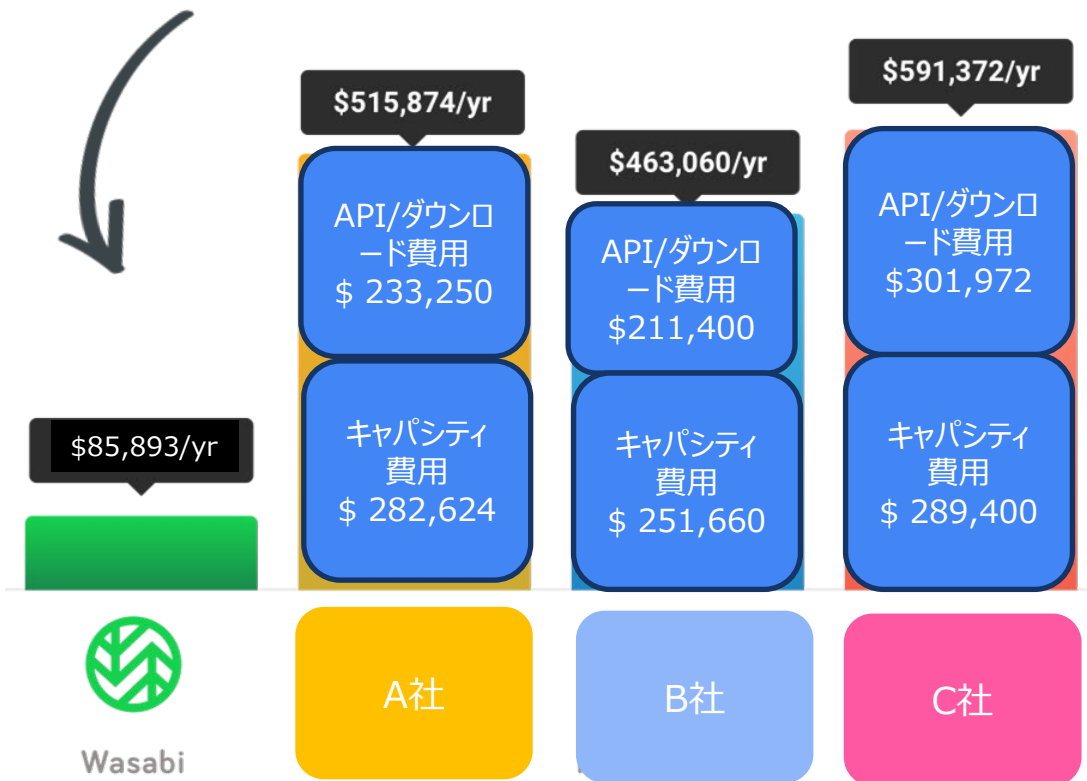 $515,874/yr
$591,372/yr
$463,060/yr
$85,893/yr
API/ダウンロ
ード費用
$ 233,250
API/ダウンロ
ード費用
$211,400
API/ダウンロ
ード費用
$301,972
キャパシティ
費用
$ 282,624
キャパシティ
費用
$ 251,660
キャパシティ
費用
$ 289,400
Wasabi
A社
B社
C社